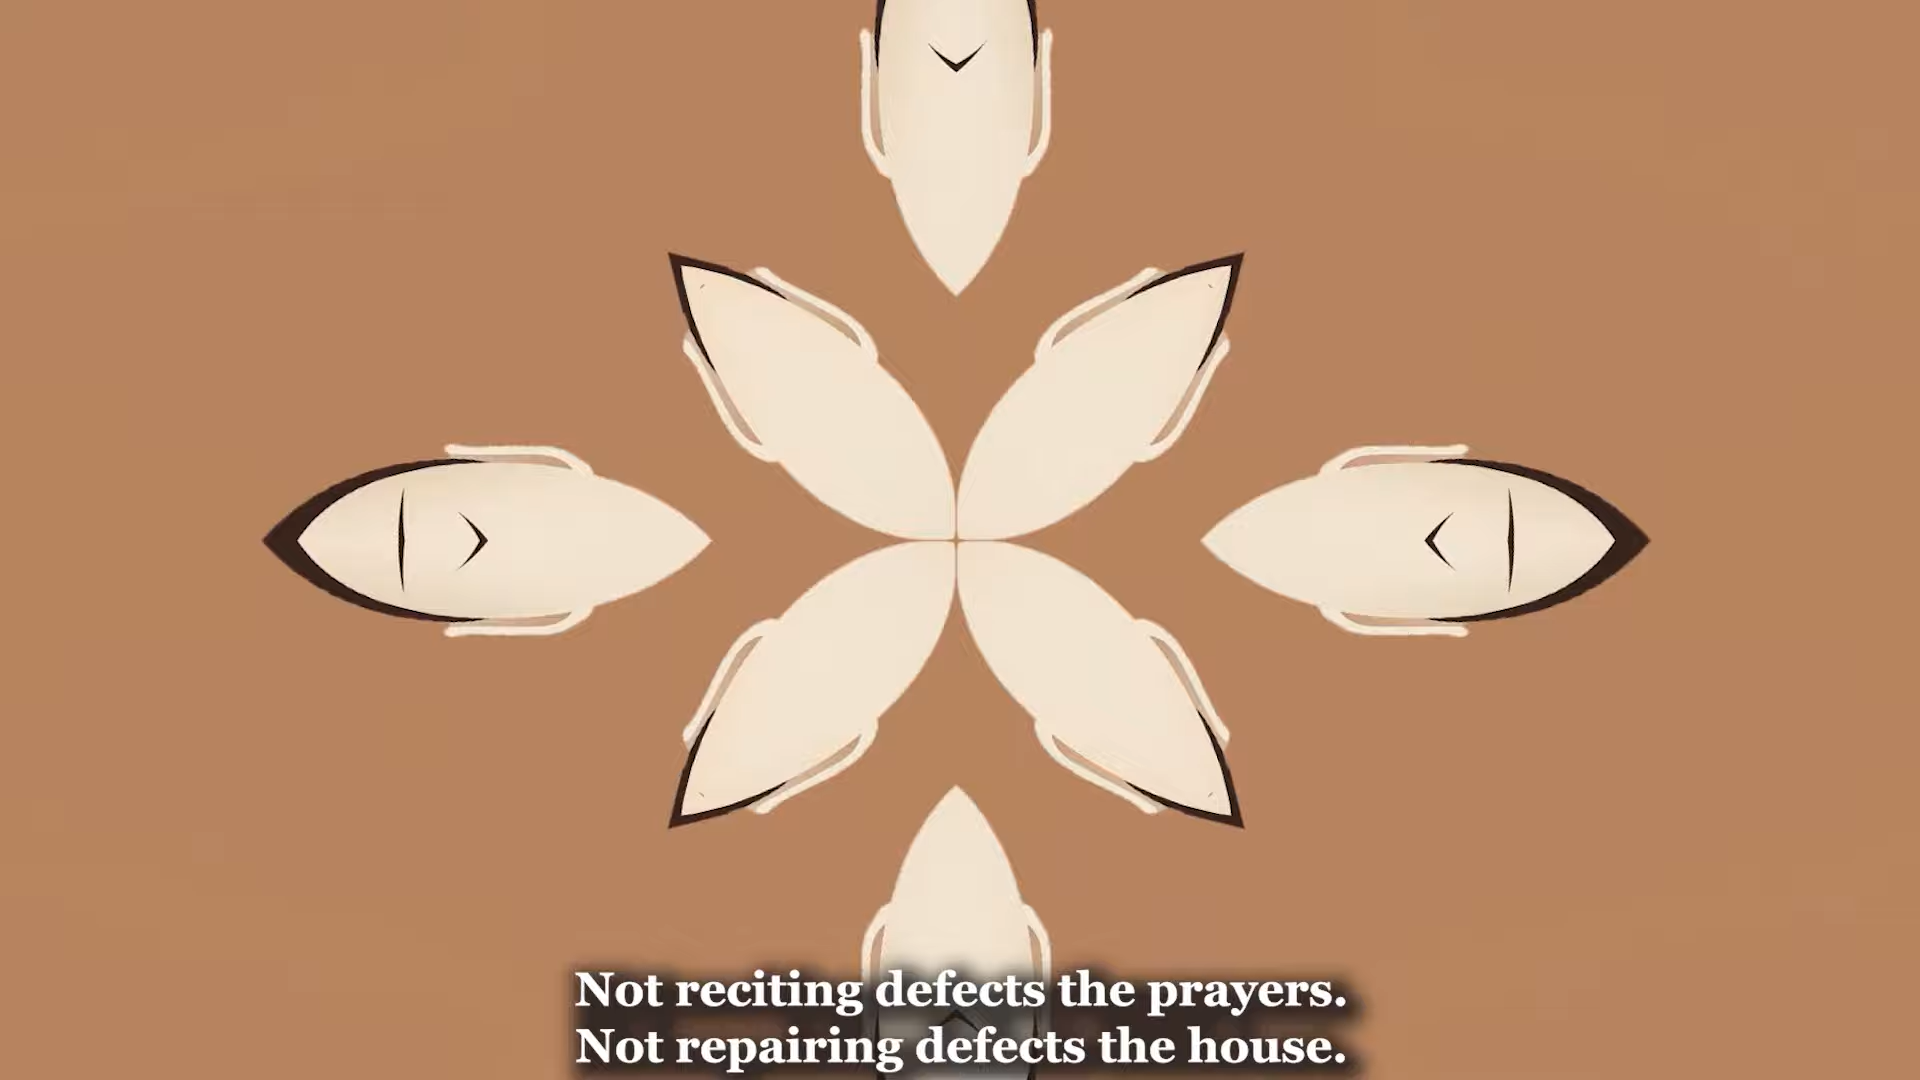 Not reciting defects the prayers.
Not repairing defects the house.